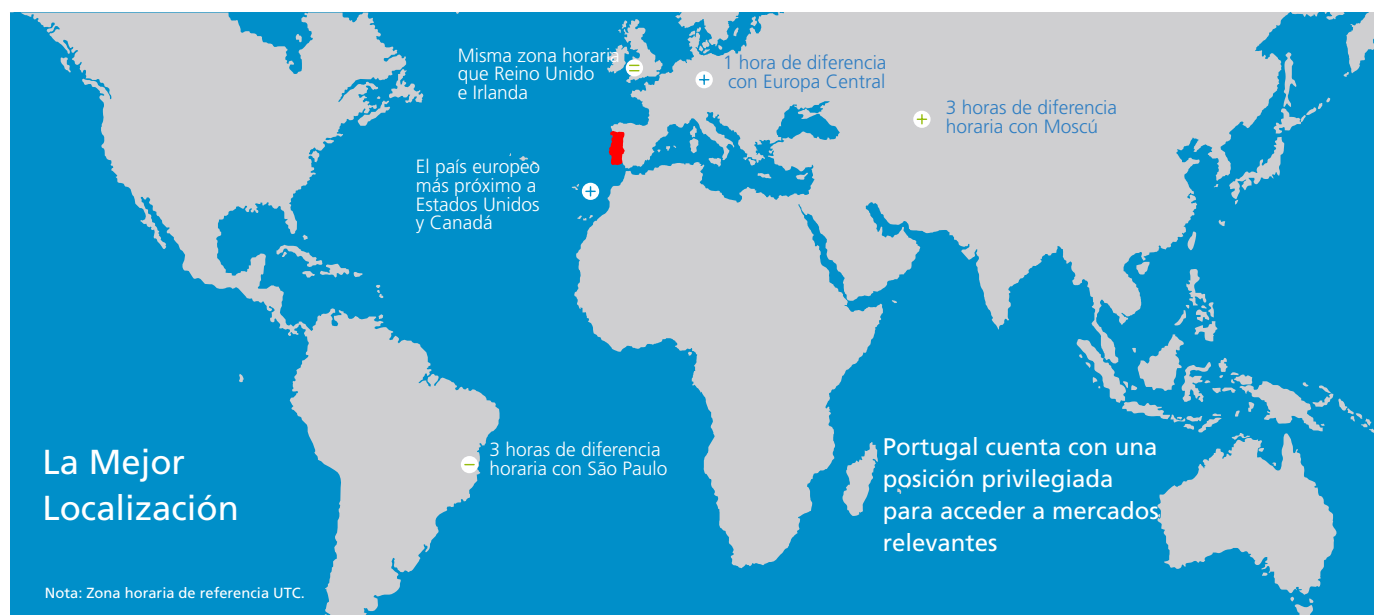 Misma zona horaria
que Reino Unido
e Irlanda
1 hora de diferencia
con Europa Central
3 horas de diferencia
horaria con Moscú
El país europeo
más próximo a
Estados Unidos
y Canadá
3 horas de diferencia
horaria con São Paulo
La Mejor
Localización
Portugal cuenta con una
posición privilegiada
para acceder a mercados
relevantes
Nota: Zona horaria de referencia UTC.